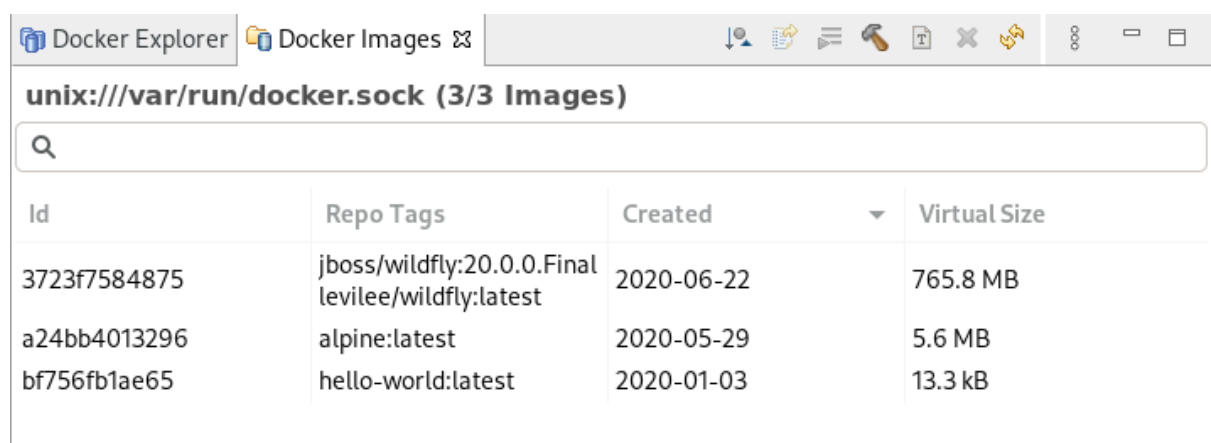 Docker Explorer Docker Images
unix:///var/run/docker.sock (3/3 Images)
Id Repo Tags Created Virtual Size
3723f7584875 jboss/wildfly:20.0.0.Final 2020-06-22 765.8 MB
levilee/wildfly:latest
a24bb4013296 alpine:latest 2020-05-29 5.6 MB
bf756fb1ae65 hello-world:latest 2020-01-03 13.3 kB